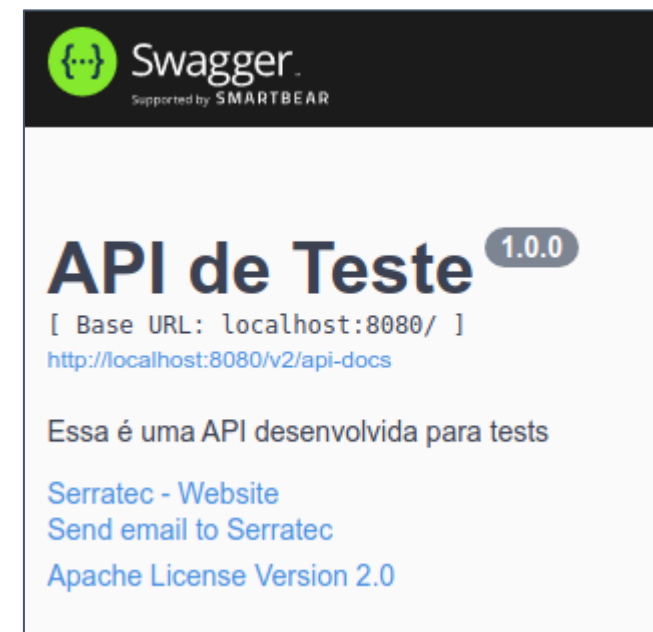 {···} Swagger™
Supported by SMARTBEAR
API de Teste 1.0.0
[ Base URL: localhost:8080/ ]
http://localhost:8080/v2/api-docs
Essa é uma API desenvolvida para tests
Serratec - Website
Send email to Serratec
Apache License Version 2.0